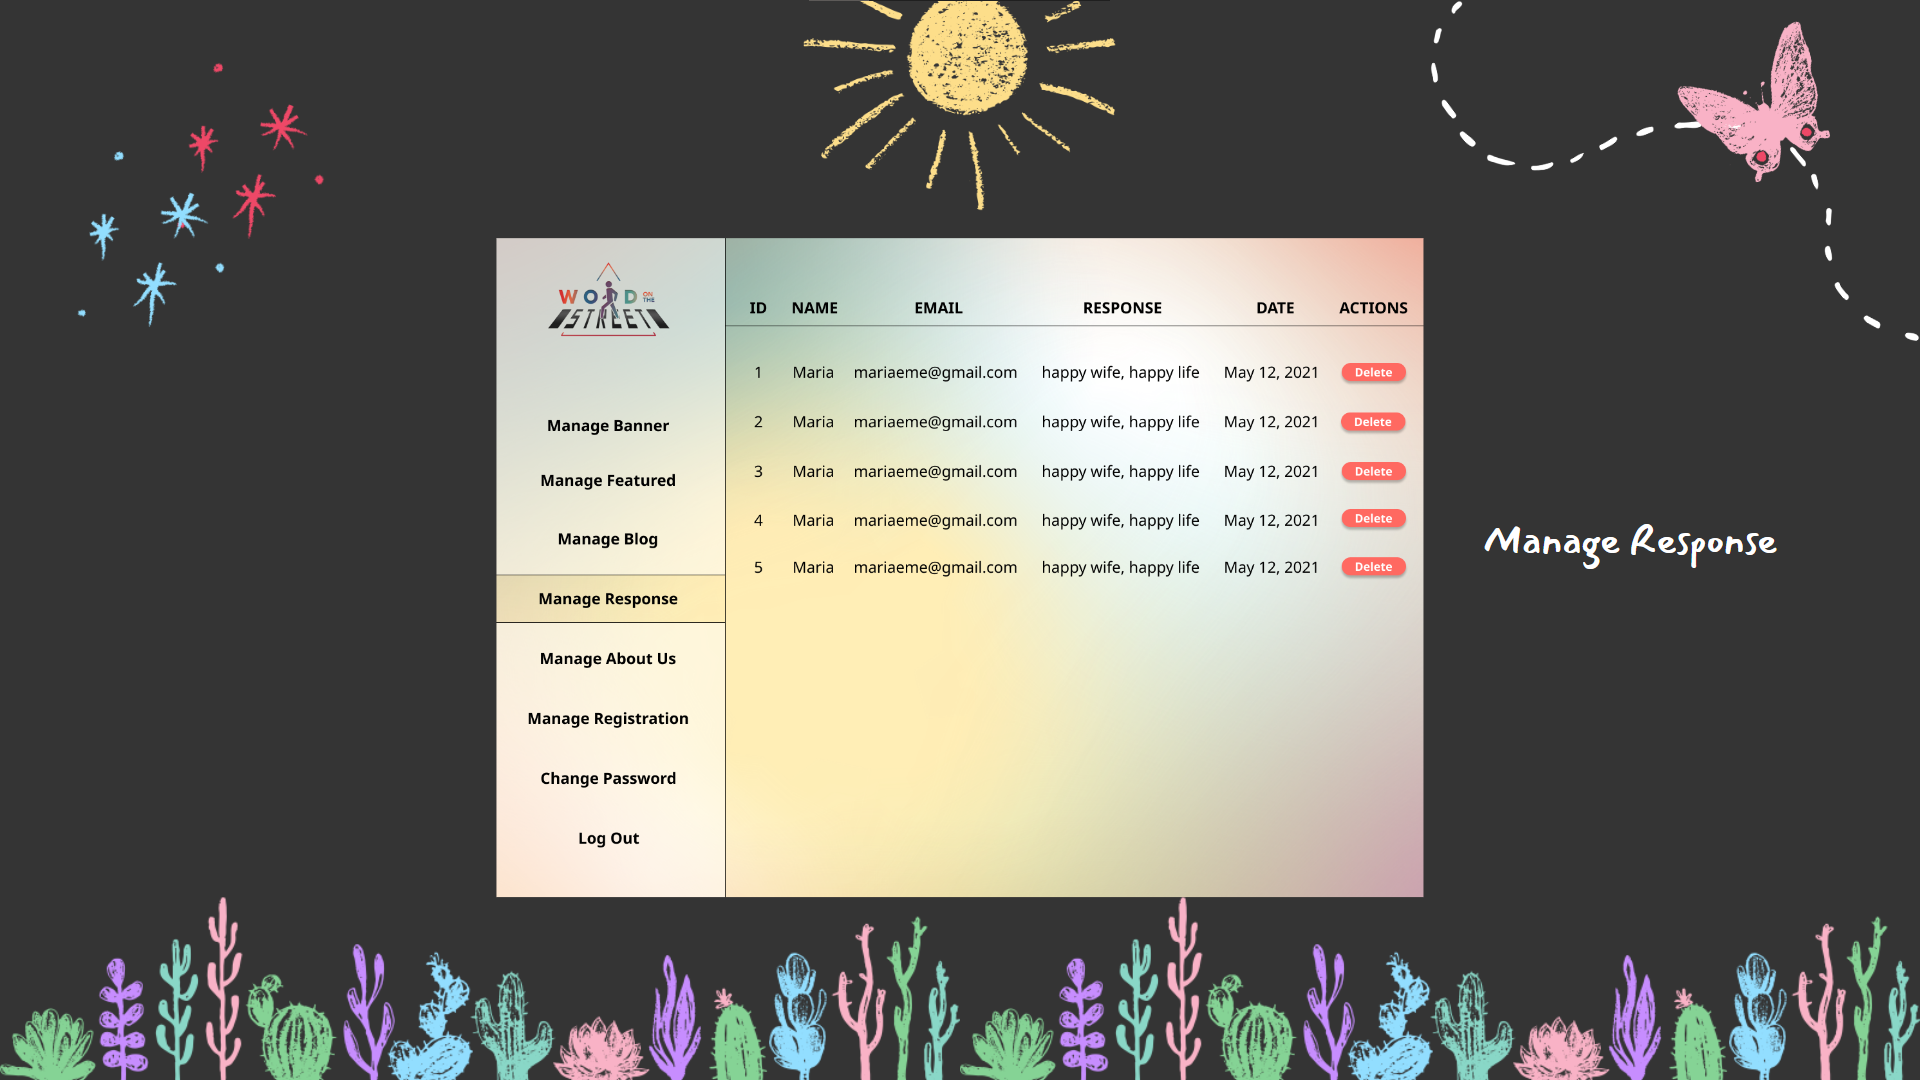 WORD ON THE
STREET
Manage Banner
Manage Featured
Manage Blog
Manage Response
Manage About Us
Manage Registration
Change Password
Log Out
ID NAME EMAIL RESPONSE DATE ACTIONS
1 Maria mariaeme@gmail.com happy wife, happy life May 12, 2021 Delete
2 Maria mariaeme@gmail.com happy wife, happy life May 12, 2021 Delete
3 Maria mariaeme@gmail.com happy wife, happy life May 12, 2021 Delete
4 Maria mariaeme@gmail.com happy wife, happy life May 12, 2021 Delete
5 Maria mariaeme@gmail.com happy wife, happy life May 12, 2021 Delete
Manage Response